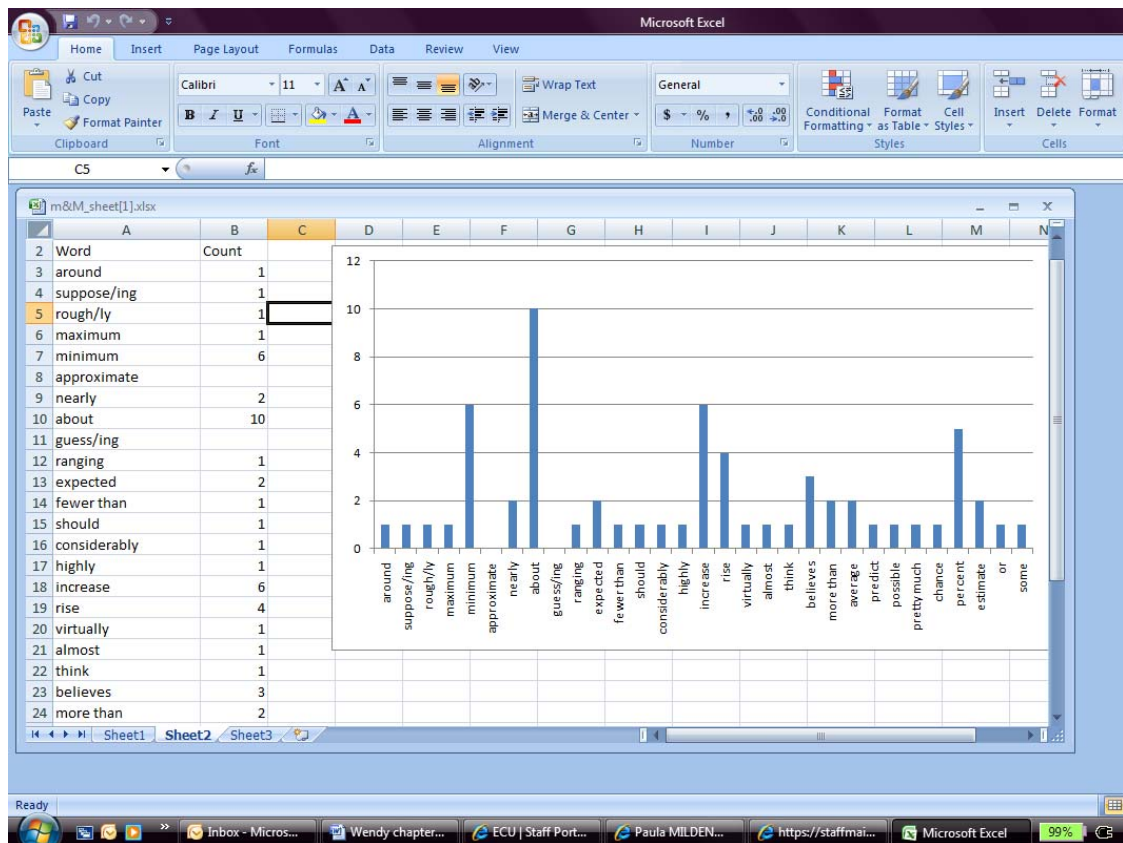 Microsoft Excel
Home Insert Page Layout Formulas Data Review View
Cut
Copy
Format Painter
Paste
Clipboard
Calibri 11
Font
Wrap Text
Merge & Center
Alignment
General
$ % , .0 .00 .00 .0
Number
Conditional Formatting
Format as Table
Cell Styles
Styles
Insert Delete Format
Cells
C5 fx
m&M_sheet[1].xlsx
A B C D E F G H I J K L M N
2 Word Count
3 around 1
4 suppose/ing 1
5 rough/ly 1
6 maximum 1
7 minimum 6
8 approximate
9 nearly 2
10 about 10
11 guess/ing
12 ranging 1
13 expected 2
14 fewer than 1
15 should 1
16 considerably 1
17 highly 1
18 increase 6
19 rise 4
20 virtually 1
21 almost 1
22 think 1
23 believes 3
24 more than 2
12
10
8
6
4
2
0
around
suppose/ing
rough/ly
maximum
minimum
approximate
nearly
about
guess/ing
ranging
expected
fewer than
should
considerably
highly
increase
rise
virtually
almost
think
believes
more than
average
predict
possible
pretty much
chance
percent
estimate
or
some
Sheet1 Sheet2 Sheet3
Ready
Inbox - Micros... Wendy chapter... ECU | Staff Port... Paula MILDEN... https://staffmai... Microsoft Excel 99%